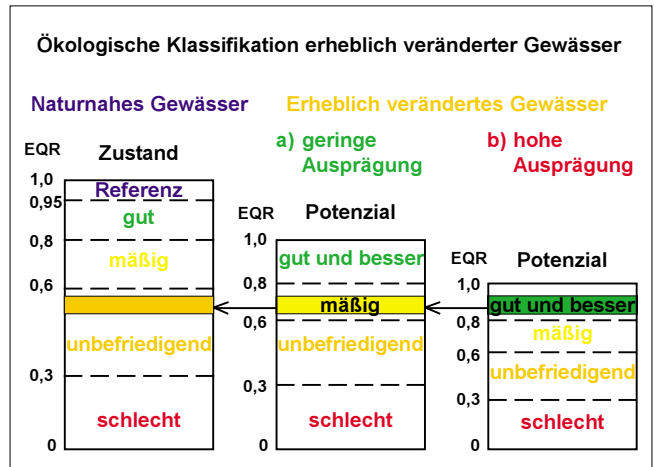 Ökologische Klassifikation erheblich veränderter Gewässer
Naturnahes Gewässer
Erheblich verändertes Gewässer
a) geringe
Ausprägung
b) hohe
Ausprägung
EQR
Zustand
1,0
Referenz
0,95
gut
0,8
mäßig
0,6
unbefriedigend
0,3
schlecht
0
EQR
Potenzial
1,0
gut und besser
0,8
mäßig
0,6
unbefriedigend
0,3
schlecht
0
EQR
Potenzial
1,0
gut und besser
0,8
mäßig
0,6
unbefriedigend
0,3
schlecht
0